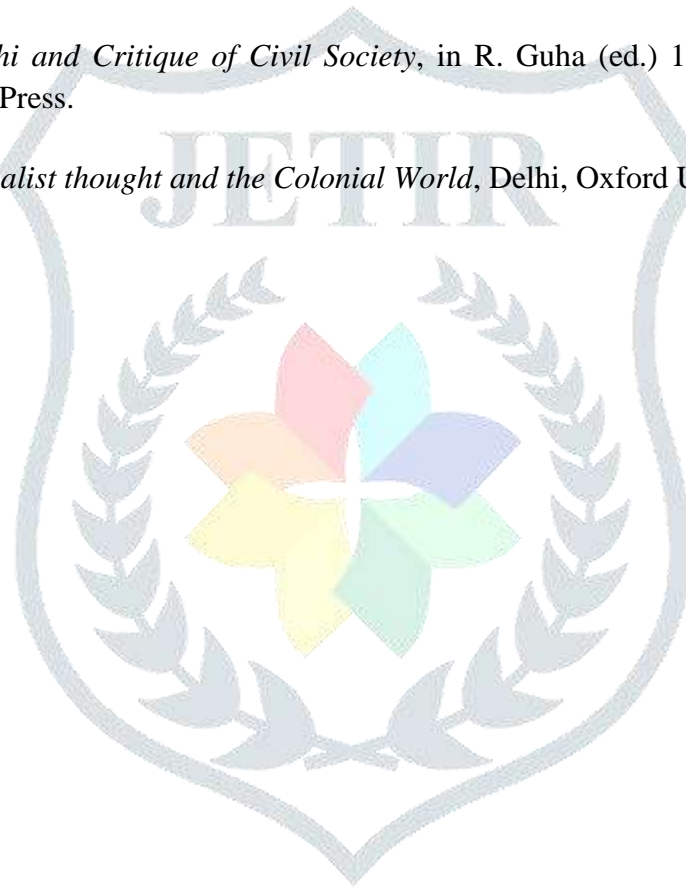 hi and Critique of Civil Society, in R. Guha (ed.) 1
Press.
alist thought and the Colonial World, Delhi, Oxford U
JETIR